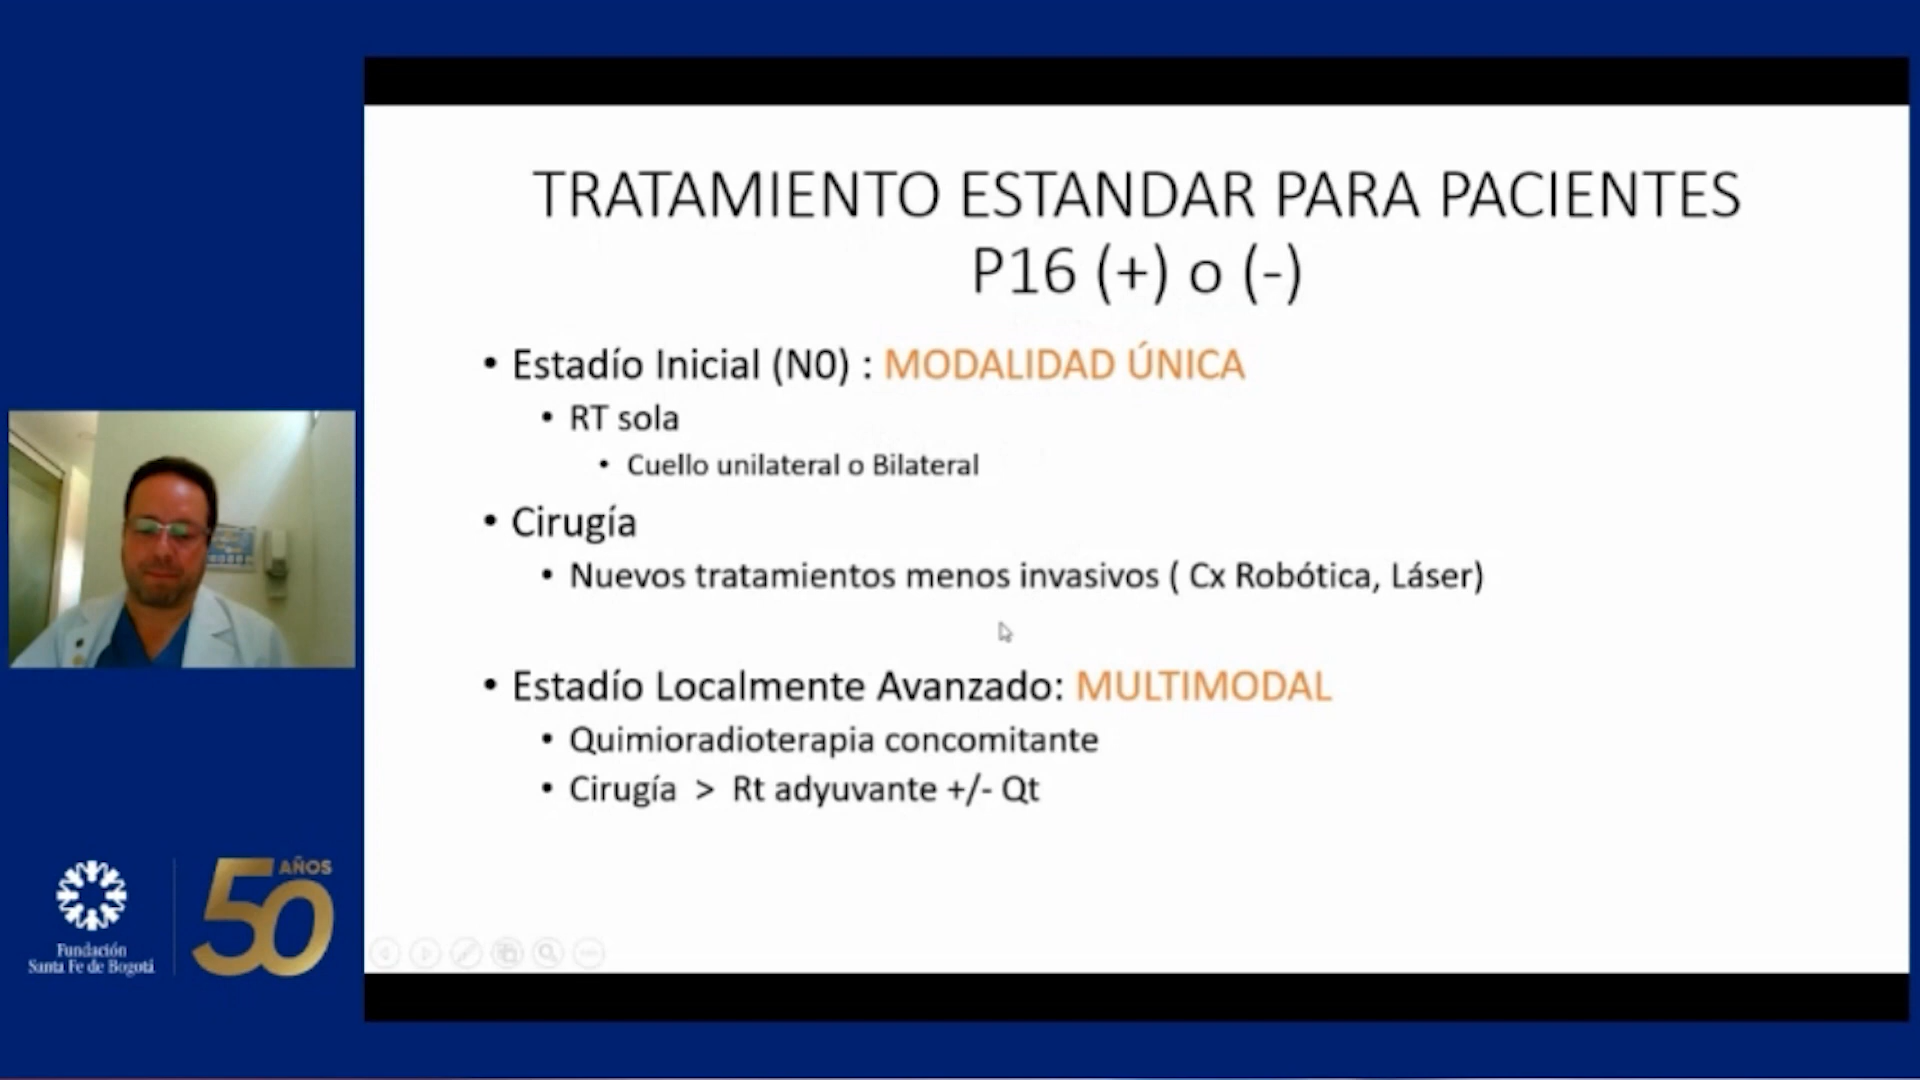 TRATAMIENTO ESTANDAR PARA PACIENTES
P16 (+) o (-)
• Estadío Inicial (N0) : MODALIDAD ÚNICA
• RT sola
• Cuello unilateral o Bilateral
• Cirugía
• Nuevos tratamientos menos invasivos ( Cx Robótica, Láser)
• Estadío Localmente Avanzado: MULTIMODAL
• Quimioradioterapia concomitante
• Cirugía > Rt adyuvante +/- Qt
Fundación
Santa Fe de Bogotá
50 AÑOS